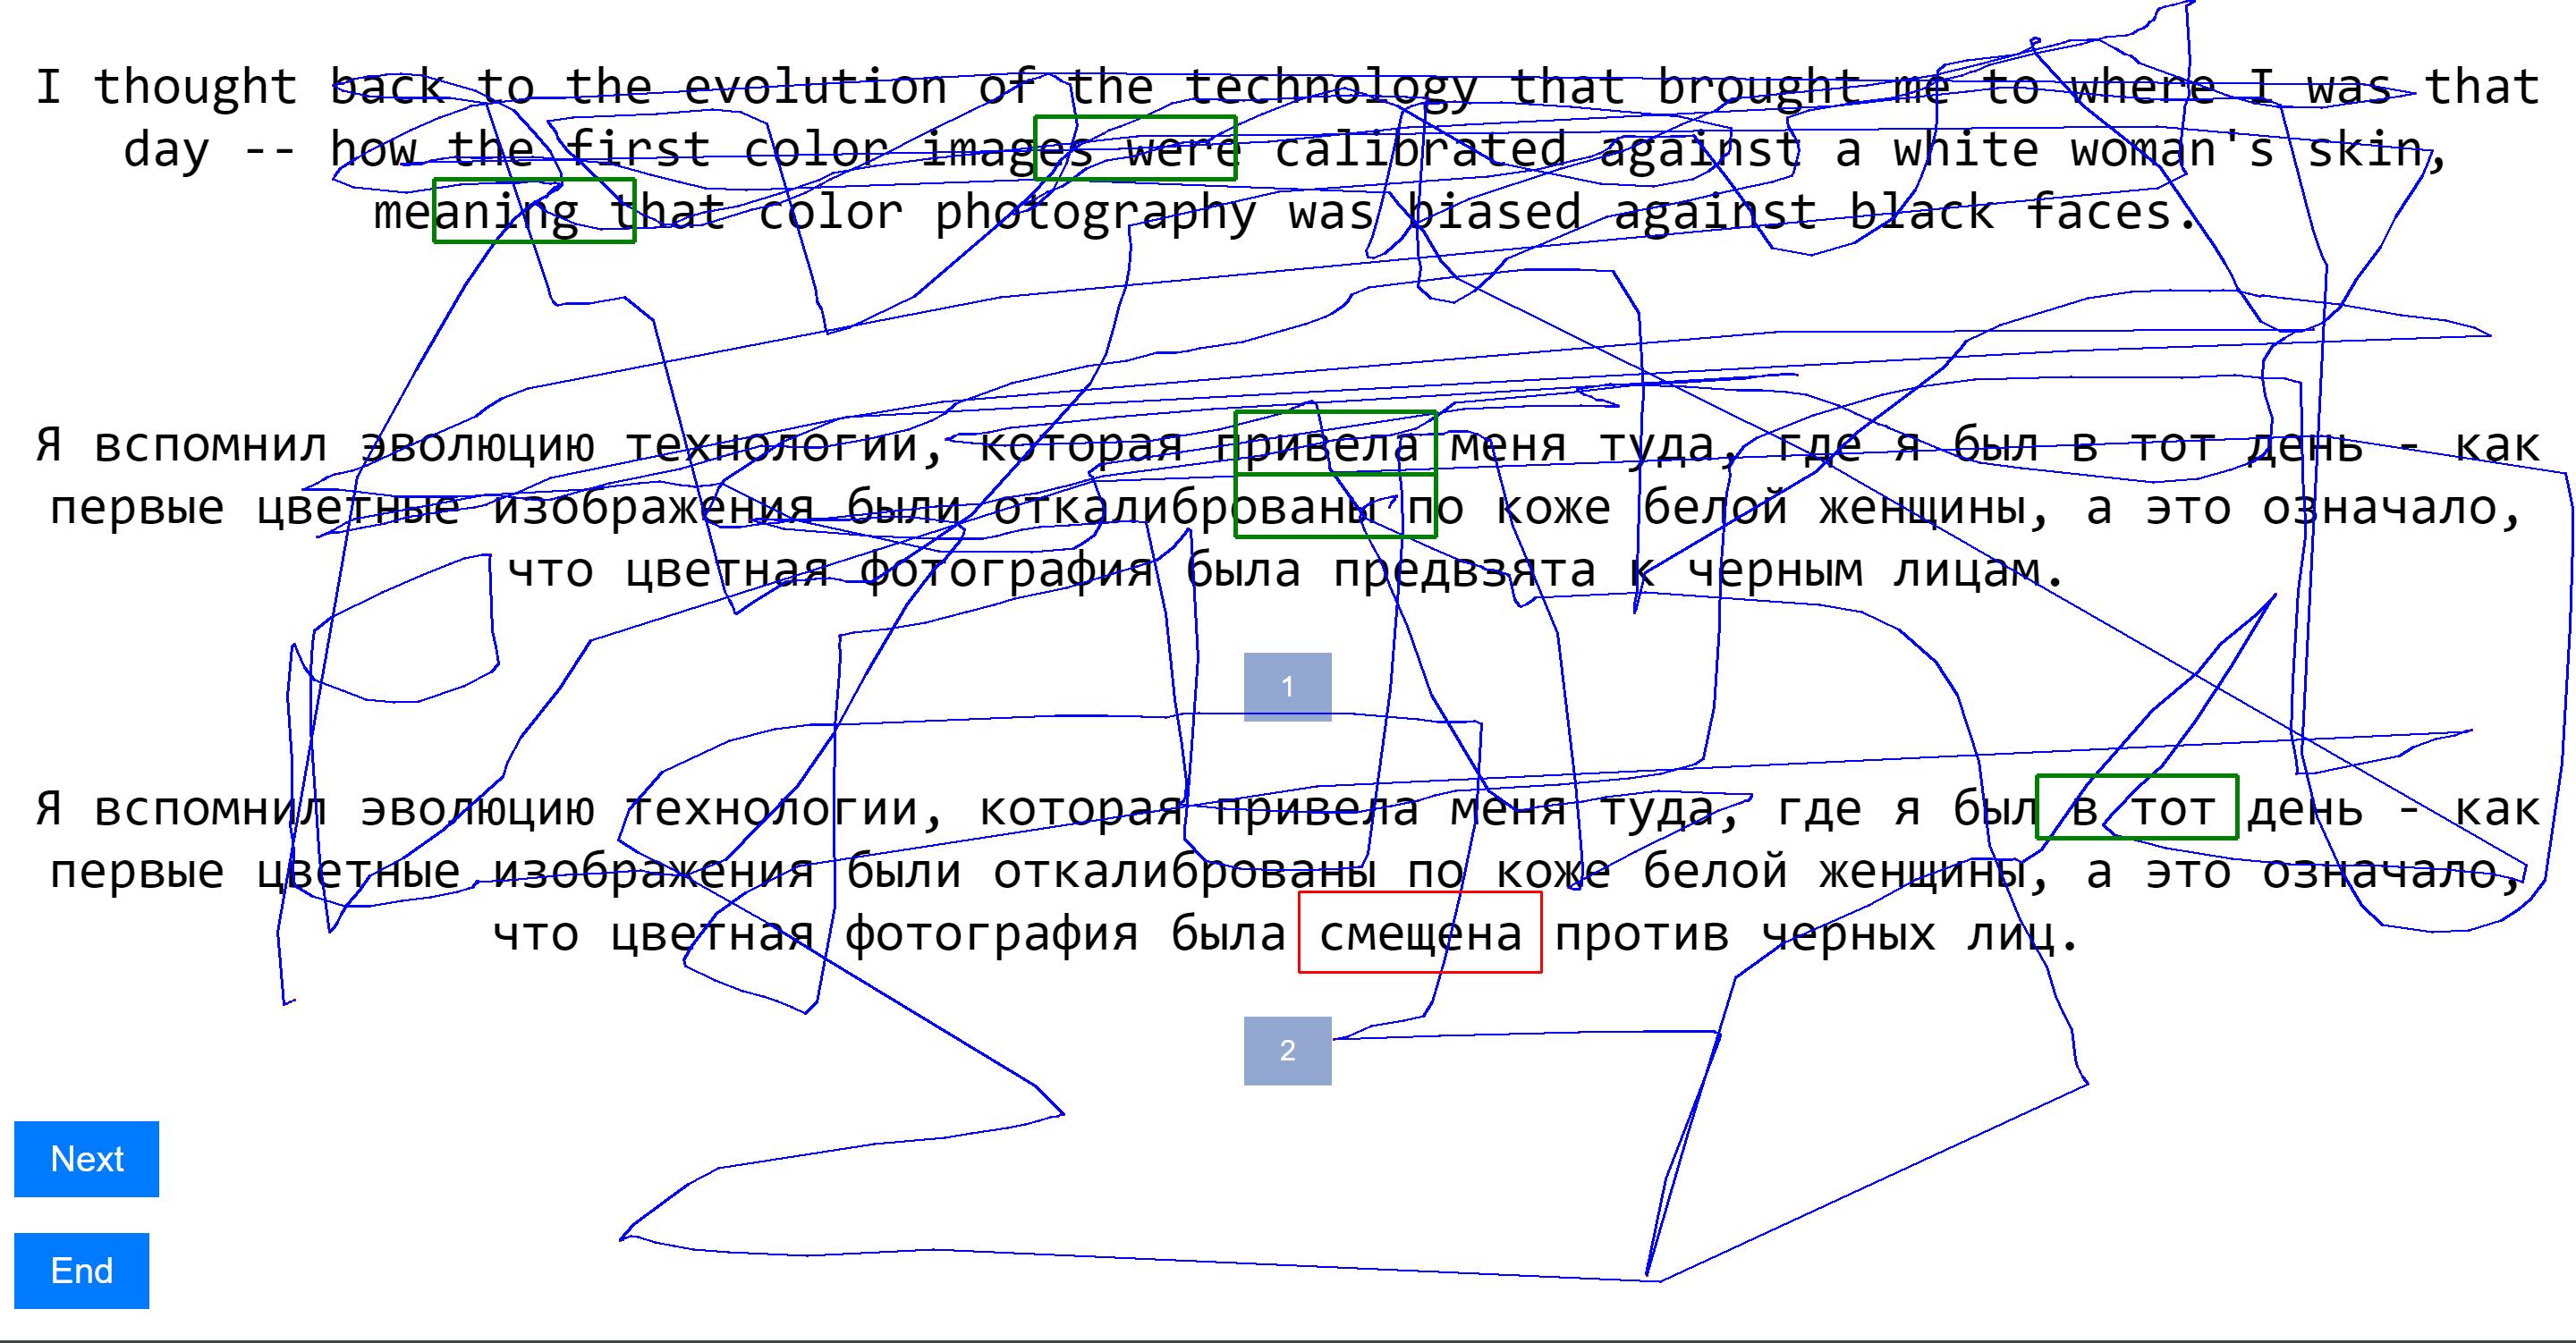 I thought back to the evolution of the technology that brought me to where I was that
day -- how the first color images were calibrated against a white woman's skin,
meaning that color photography was biased against black faces.
Я вспомнил эволюцию технологии, которая привела меня туда, где я был в тот день - как
первые цветные изображения были откалиброваны по коже белой женщины, а это означало,
что цветная фотография была предвзята к черным лицам.
1
Я вспомнил эволюцию технологии, которая привела меня туда, где я был в тот день - как
первые цветные изображения были откалиброваны по коже белой женщины, а это означало,
что цветная фотография была смещена против черных лиц.
2
Next
End